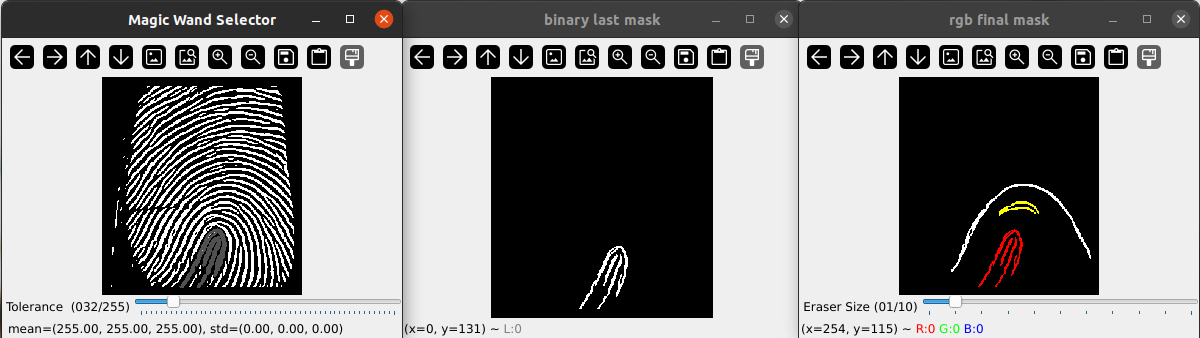 Magic Wand Selector
binary last mask
rgb final mask
Tolerance (032/255)
mean=(255.00, 255.00, 255.00), std=(0.00, 0.00, 0.00)
(x=0, y=131) ~ L:0
Eraser Size (01/10)
(x=254, y=115) ~ R:0 G:0 B:0